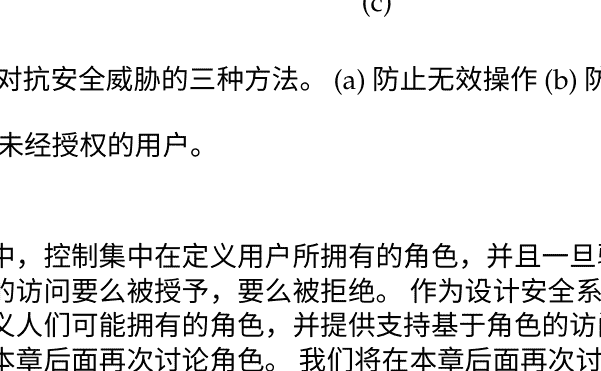 (c)
对抗安全威胁的三种方法。 (a) 防止无效操作 (b) 防
未经授权的用户。
中，控制集中在定义用户所拥有的角色，并且一旦
的访问要么被授予，要么被拒绝。 作为设计安全系
义人们可能拥有的角色，并提供支持基于角色的访问
本章后面再次讨论角色。 我们将在本章后面再次讨